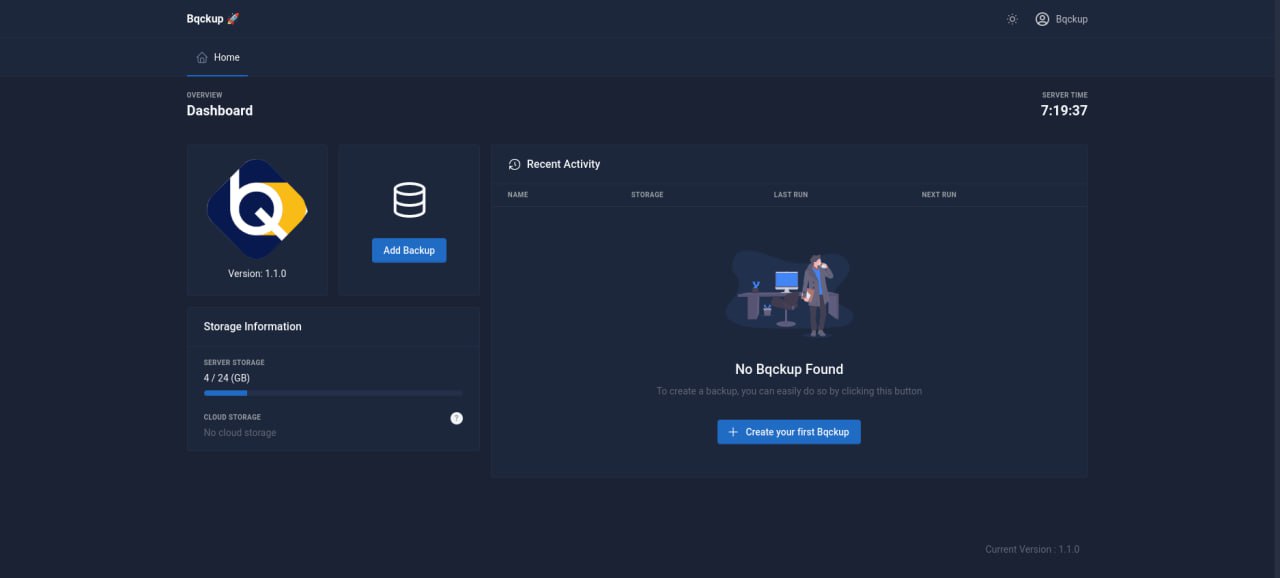 Bqckup 🚀
Bqckup
Home
OVERVIEW
Dashboard
SERVER TIME
7:19:37
Version: 1.1.0
Add Backup
Storage Information
SERVER STORAGE
4 / 24 (GB)
CLOUD STORAGE
?
No cloud storage
Recent Activity
NAME STORAGE LAST RUN NEXT RUN
No Bqckup Found
To create a backup, you can easily do so by clicking this button
+ Create your first Bqckup
Current Version : 1.1.0